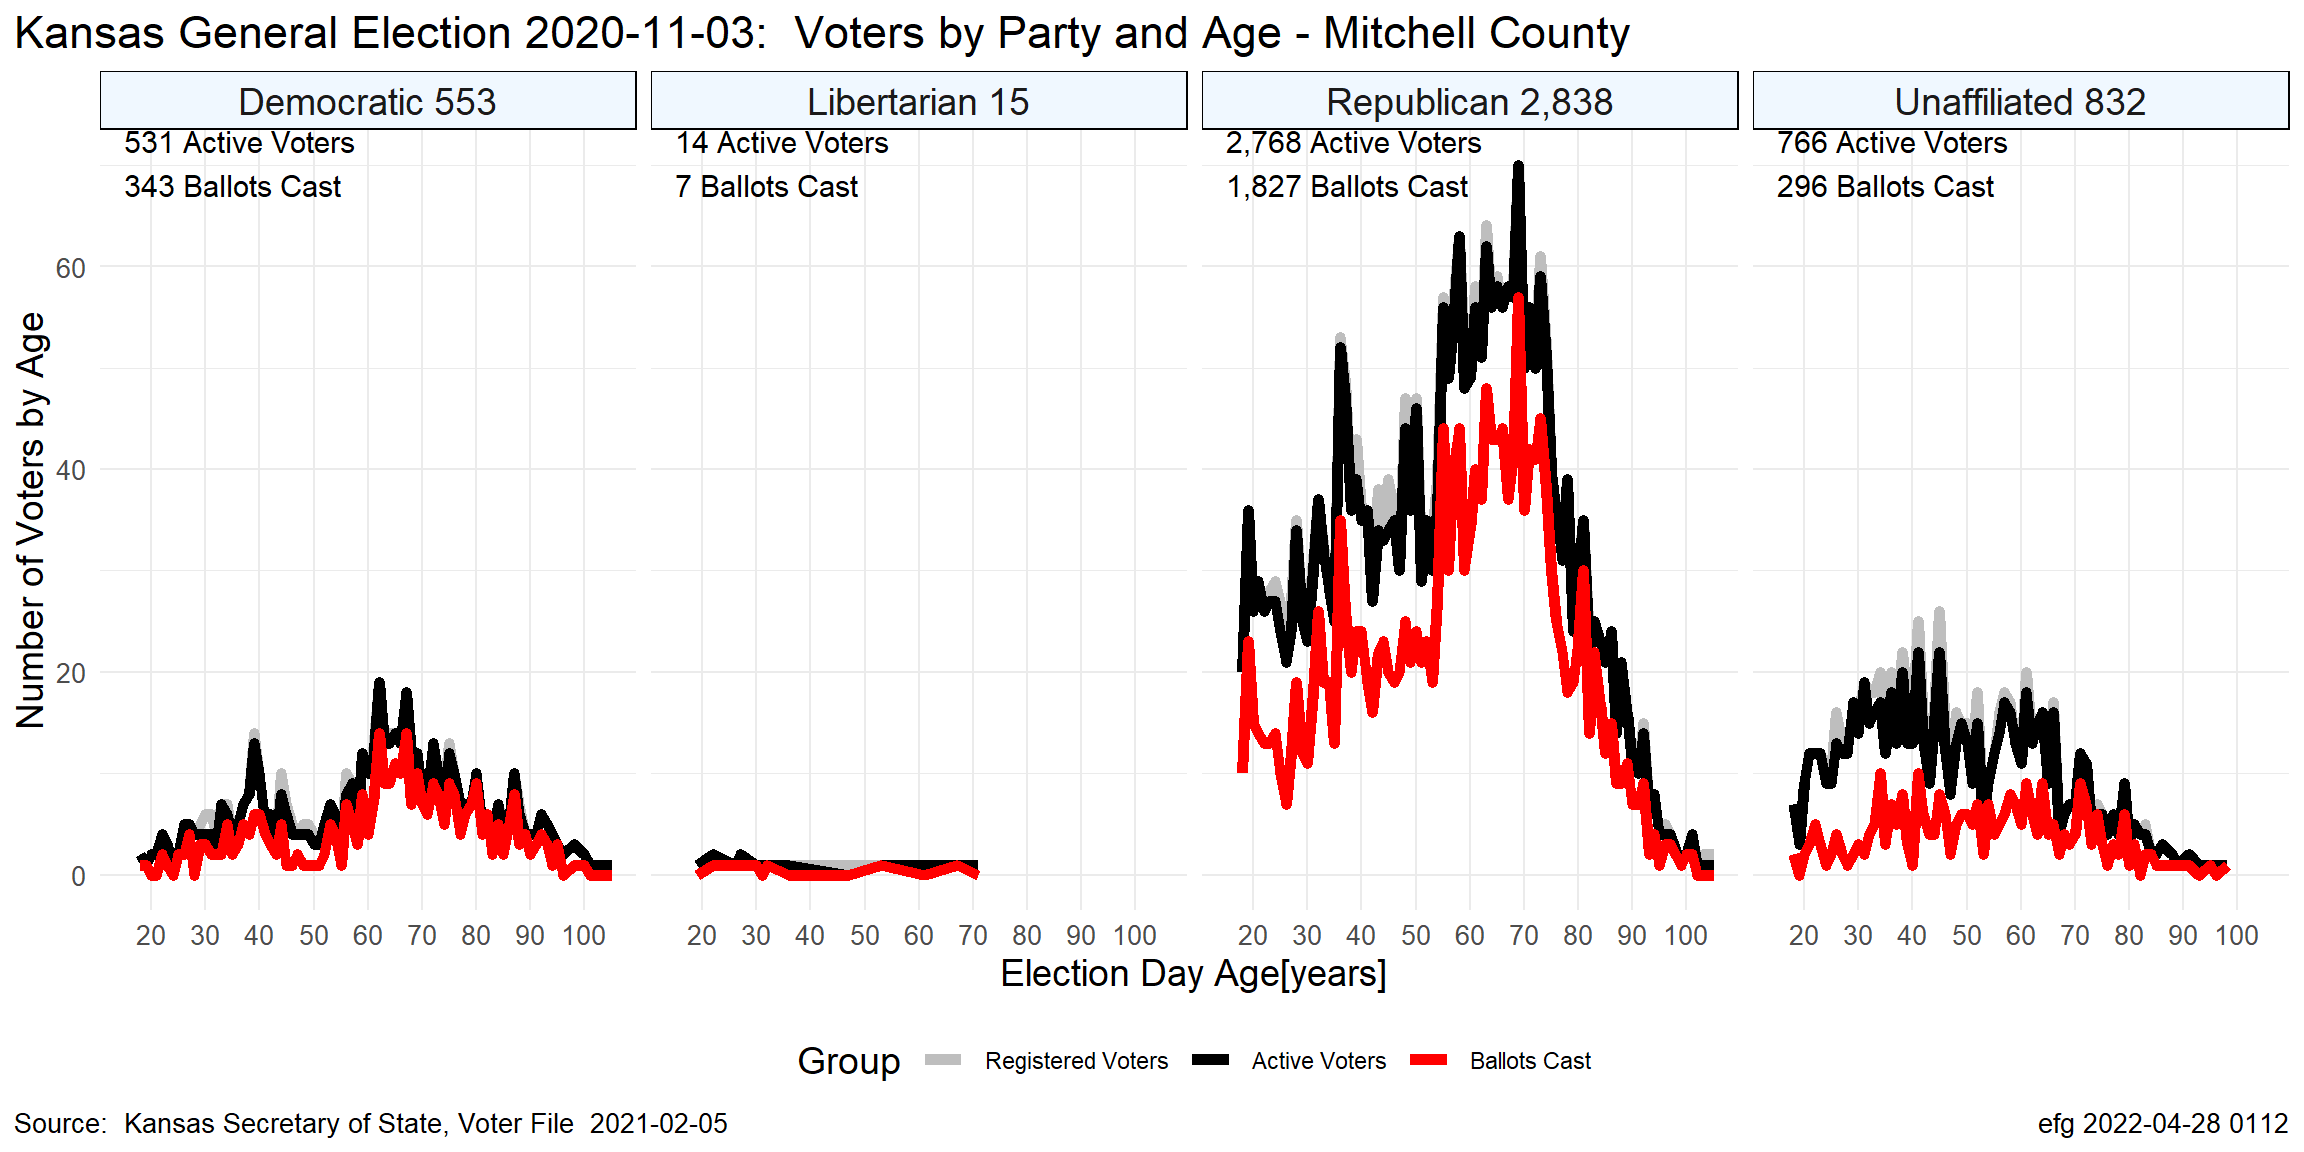 Kansas General Election 2020-11-03:  Voters by Party and Age - Mitchell County
Democratic 553
Libertarian 15
Republican 2,838
Unaffiliated 832
531 Active Voters
343 Ballots Cast
14 Active Voters
7 Ballots Cast
2,768 Active Voters
1,827 Ballots Cast
766 Active Voters
296 Ballots Cast
Number of Voters by Age
60
40
20
0
20 30 40 50 60 70 80 90 100
20 30 40 50 60 70 80 90 100
20 30 40 50 60 70 80 90 100
20 30 40 50 60 70 80 90 100
Election Day Age[years]
Group Registered Voters Active Voters Ballots Cast
Source:  Kansas Secretary of State, Voter File  2021-02-05
efg 2022-04-28 0112